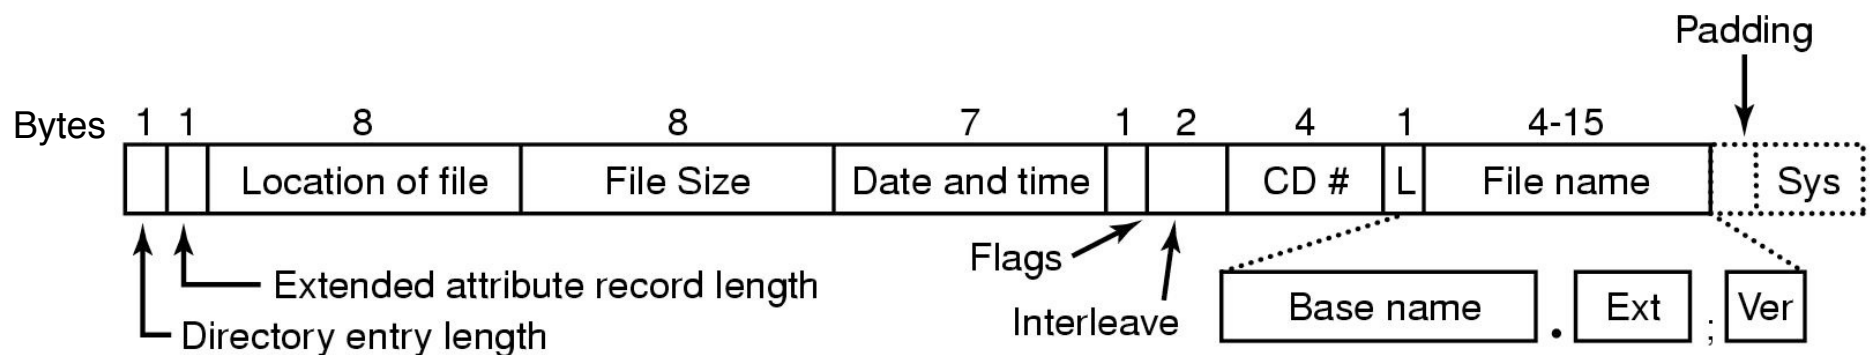 Padding
Bytes 1 1 8 8 7 1 2 4 1 4-15
Location of file File Size Date and time CD # L File name Sys
Flags
Extended attribute record length
Interleave
Base name . Ext ; Ver
Directory entry length